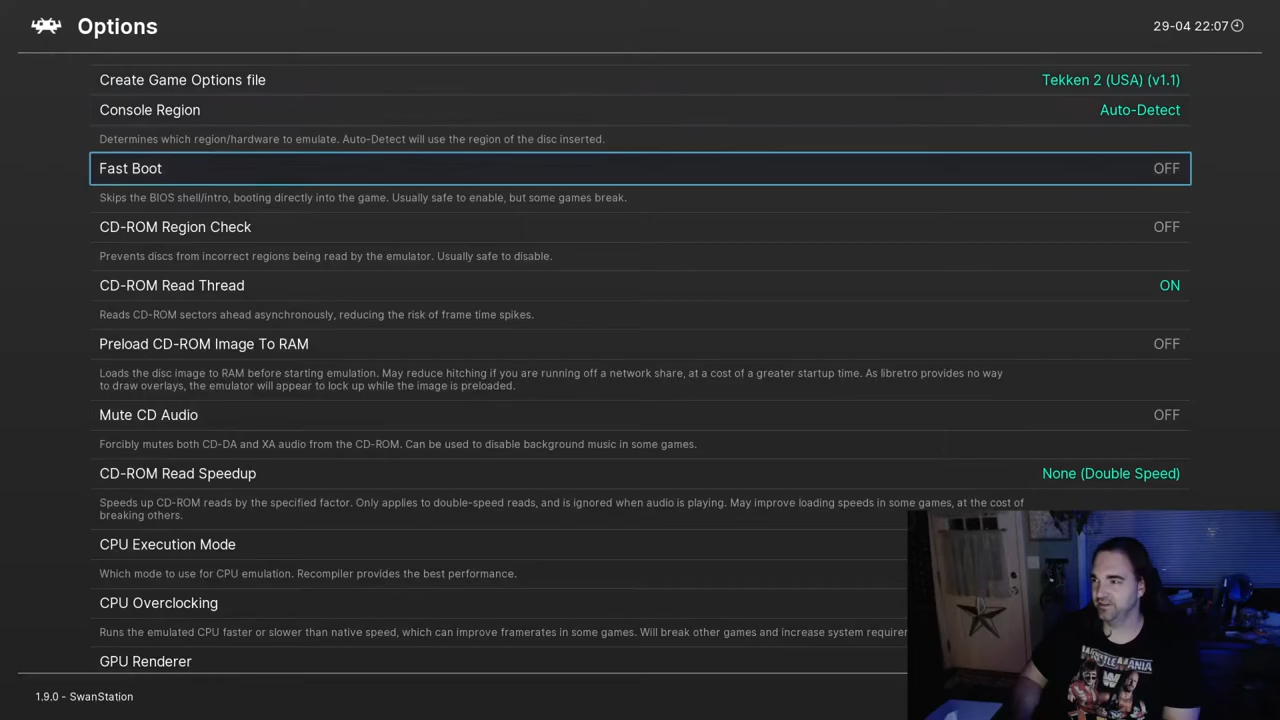 Options
29-04 22:07
Create Game Options file
Tekken 2 (USA) (v1.1)
Console Region
Auto-Detect
Determines which region/hardware to emulate. Auto-Detect will use the region of the disc inserted.
Fast Boot
OFF
Skips the BIOS shell/intro, booting directly into the game. Usually safe to enable, but some games break.
CD-ROM Region Check
OFF
Prevents discs from incorrect regions being read by the emulator. Usually safe to disable.
CD-ROM Read Thread
ON
Reads CD-ROM sectors ahead asynchronously, reducing the risk of frame time spikes.
Preload CD-ROM Image To RAM
OFF
Loads the disc image to RAM before starting emulation. May reduce hitching if you are running off a network share, at a cost of a greater startup time. As libretro provides no way
to draw overlays, the emulator will appear to lock up while the image is preloaded.
Mute CD Audio
OFF
Forcibly mutes both CD-DA and XA audio from the CD-ROM. Can be used to disable background music in some games.
CD-ROM Read Speedup
None (Double Speed)
Speeds up CD-ROM reads by the specified factor. Only applies to double-speed reads, and is ignored when audio is playing. May improve loading speeds in some games, at the cost of
breaking others.
CPU Execution Mode
Which mode to use for CPU emulation. Recompiler provides the best performance.
CPU Overclocking
Runs the emulated CPU faster or slower than native speed, which can improve framerates in some games. Will break other games and increase system
GPU Renderer
1.9.0 - SwanStation
WRESTLEMANIA